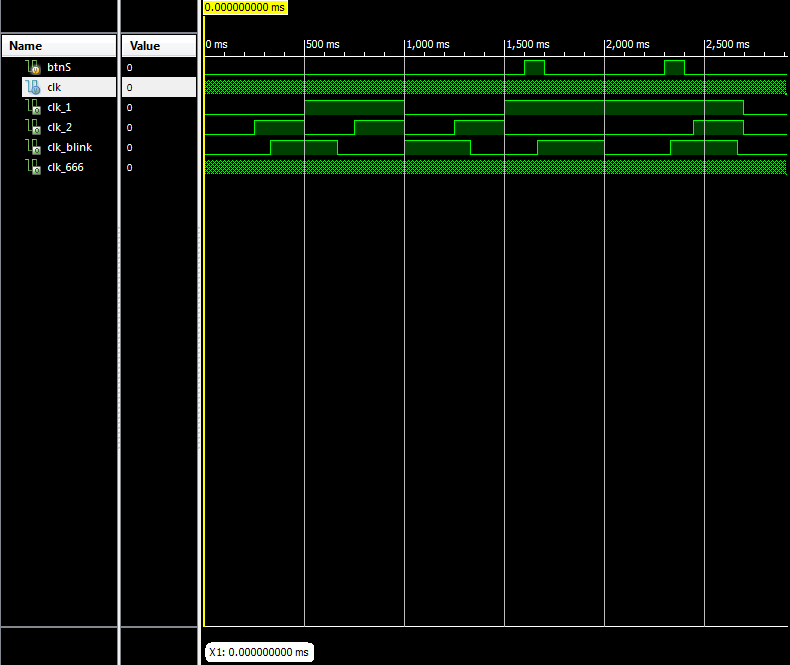 0.000000000 ms
Name Value
0 ms 500 ms 1,000 ms 1,500 ms 2,000 ms 2,500 ms
btnS 0
clk 0
clk_1 0
clk_2 0
clk_blink 0
clk_666 0
X1: 0.000000000 ms